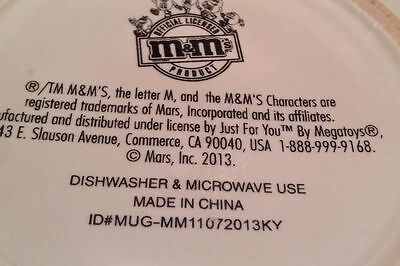 OFFICIAL LICENSED
m&m's
PRODUCT
®/TM M&M'S, the letter M, and the M&M'S Characters are
registered trademarks of Mars, Incorporated and its affiliates.
ufactured and distributed under license by Just For You™ By Megatoys®,
43 E. Slauson Avenue, Commerce, CA 90040, USA 1-888-999-9168.
© Mars, Inc. 2013.
DISHWASHER & MICROWAVE USE
MADE IN CHINA
ID#MUG-MM11072013KY